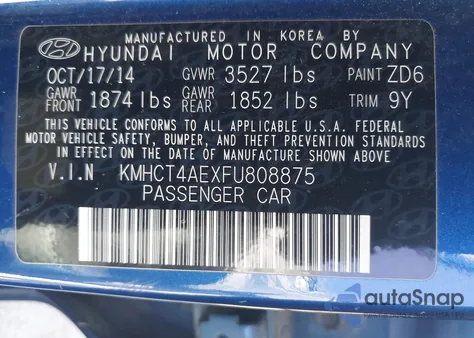 MANUFACTURED IN KOREA BY
HYUNDAI MOTOR COMPANY
OCT/17/14 GVWR 3527 lbs PAINT ZD6
GAWR FRONT 1874 lbs GAWR REAR 1852 lbs TRIM 9Y
THIS VEHICLE CONFORMS TO ALL APPLICABLE U.S.A. FEDERAL
MOTOR VEHICLE SAFETY, BUMPER, AND THEFT PREVENTION STANDARDS
IN EFFECT ON THE DATE OF MANUFACTURE SHOWN ABOVE
V.I.N KMHCT4AEXFU808875
PASSENGER CAR
autoSnap